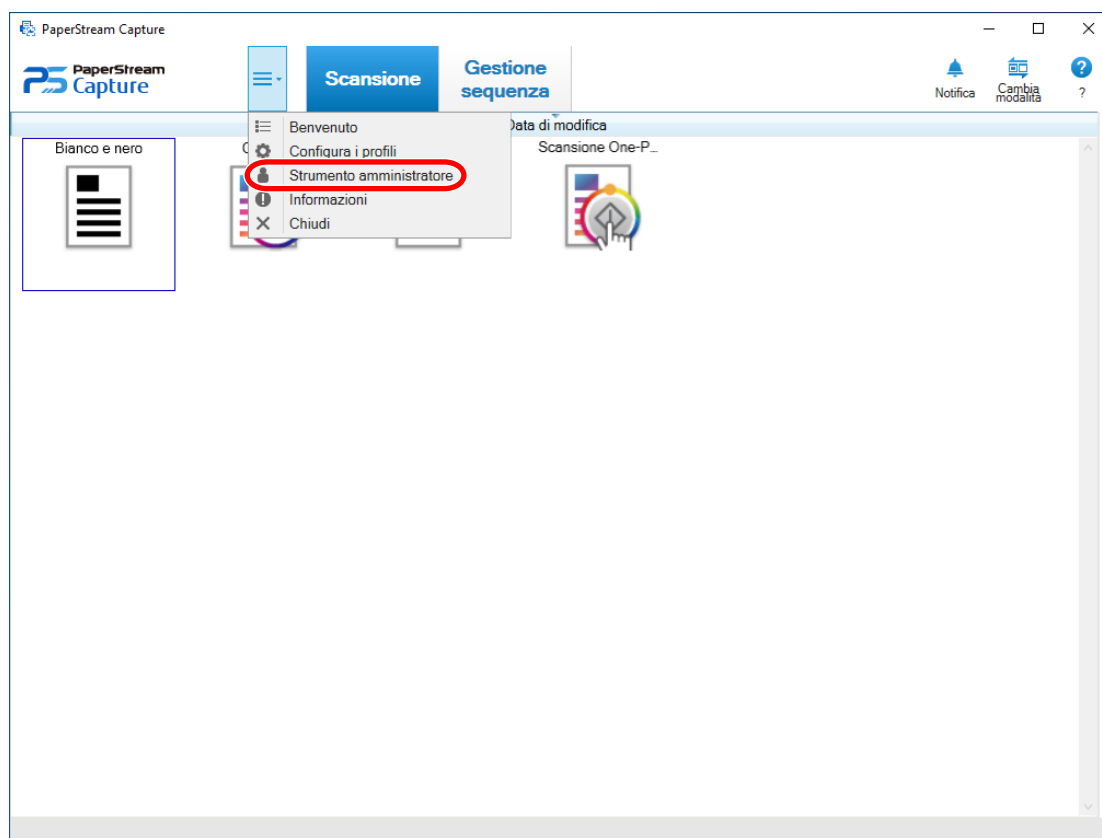 PaperStream Capture
PaperStream
Capture
Scansione
Gestione
sequenza
Notifica
Cambia
modalità
?
Data di modifica
Benvenuto
Configura i profili
Strumento amministratore
Informazioni
Chiudi
Bianco e nero
Scansione One-P...